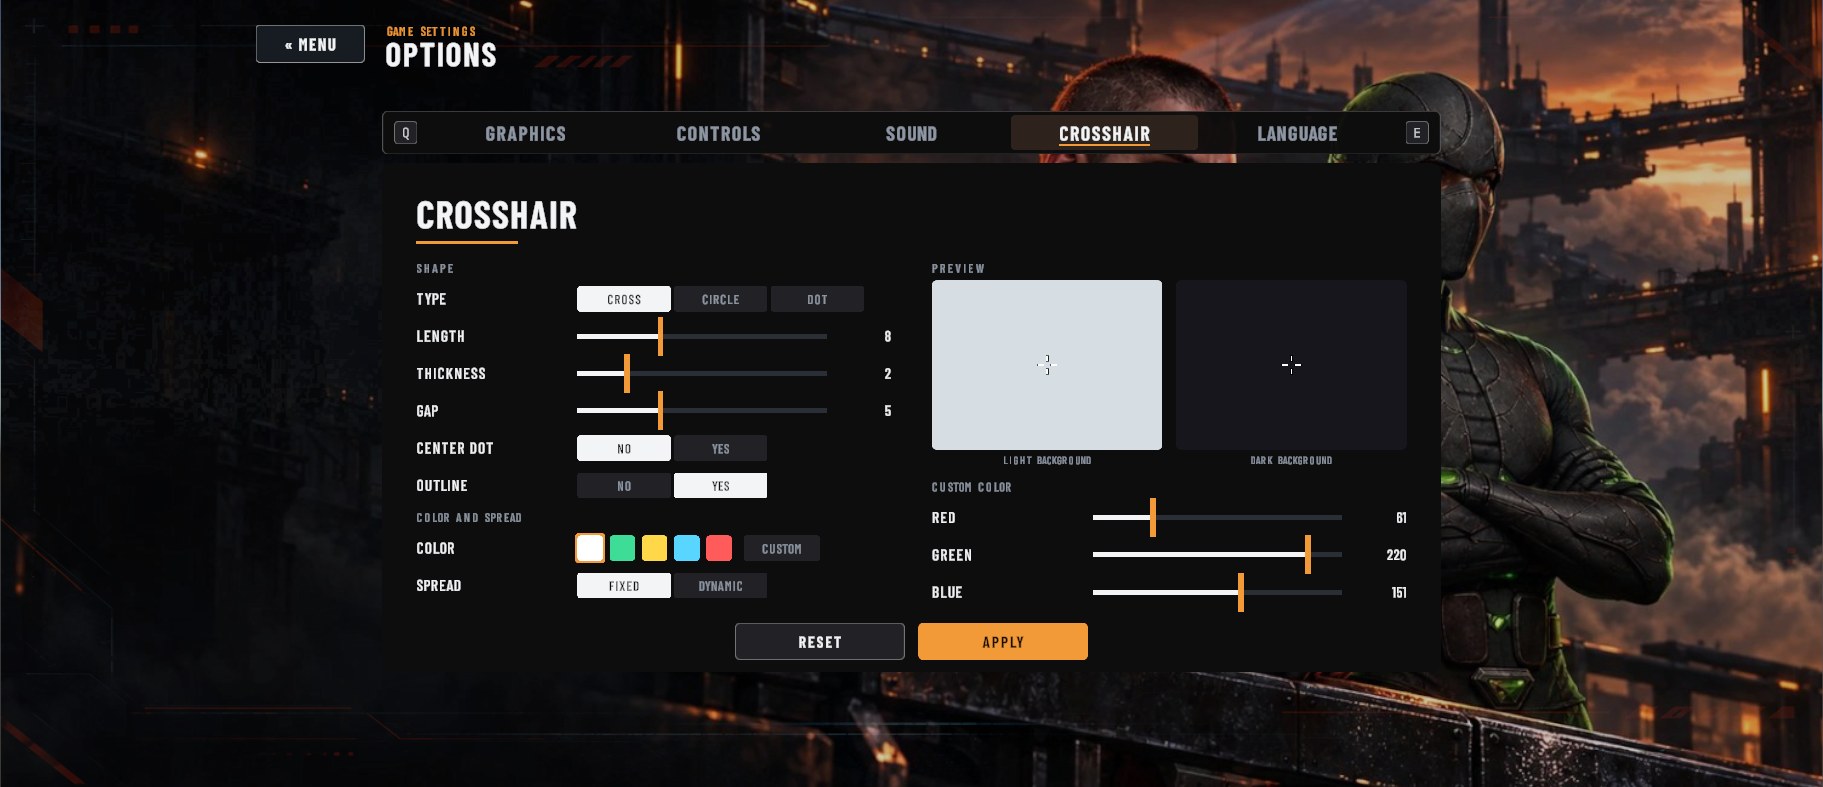 « MENU
GAME SETTINGS
OPTIONS
Q GRAPHICS CONTROLS SOUND CROSSHAIR LANGUAGE E
CROSSHAIR
SHAPE
TYPE CROSS CIRCLE DOT
LENGTH 8
THICKNESS 2
GAP 5
CENTER DOT NO YES
OUTLINE NO YES
COLOR AND SPREAD
COLOR CUSTOM
SPREAD FIXED DYNAMIC
PREVIEW
LIGHT BACKGROUND DARK BACKGROUND
CUSTOM COLOR
RED 61
GREEN 220
BLUE 151
RESET APPLY